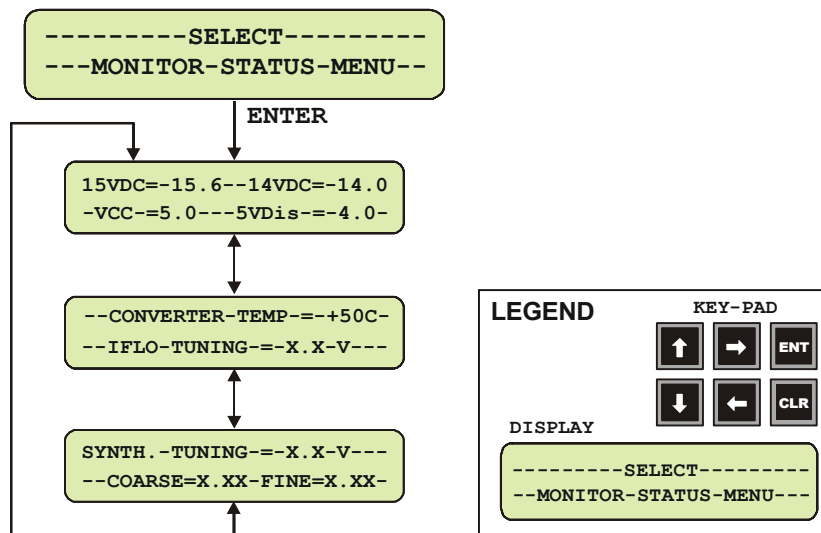 ---------SELECT---------
---MONITOR-STATUS-MENU--
ENTER
15VDC=-15.6--14VDC=-14.0
-VCC-=5.0---5VDis-=-4.0-
--CONVERTER-TEMP-=-+50C-
--IFLO-TUNING-=-X.X-V---
SYNTH.-TUNING-=-X.X-V---
--COARSE=X.XX-FINE=X.XX-
LEGEND
KEY-PAD
ENT
CLR
DISPLAY
---------SELECT---------
--MONITOR-STATUS-MENU---